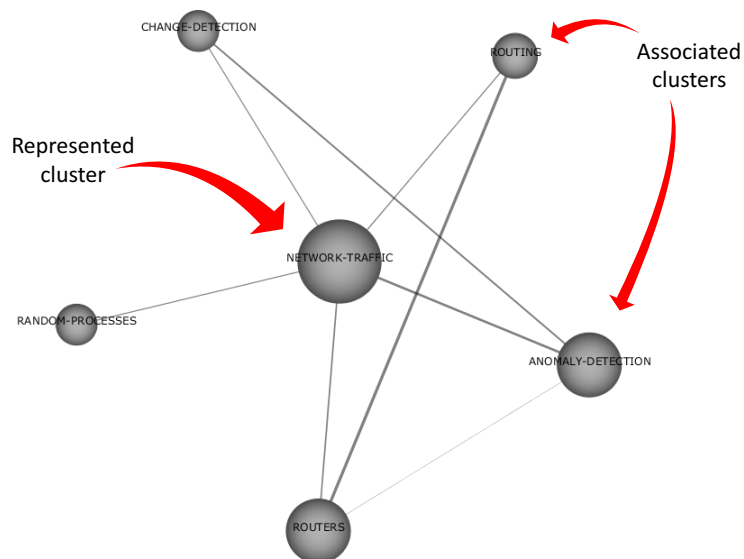 CHANGE-DETECTION
ROUTING
Associated
clusters
Represented
cluster
NETWORK-TRAFFIC
RANDOM-PROCESSES
ANOMALY-DETECTION
ROUTERS